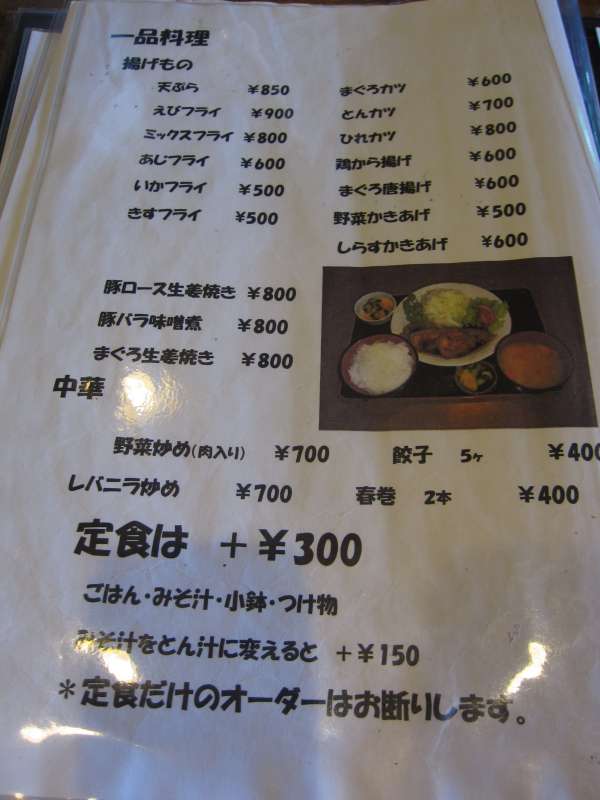 一品料理
揚げもの
天ぷら ¥850 まぐろカツ ¥600
えびフライ ¥900 とんカツ ¥700
ミックスフライ ¥800 ひれカツ ¥800
あじフライ ¥600 鶏から揚げ ¥600
いかフライ ¥500 まぐろ唐揚げ ¥600
きすフライ ¥500 野菜かきあげ ¥500
しらすかきあげ ¥600
豚ロース生姜焼き ¥800
豚バラ味噌煮 ¥800
まぐろ生姜焼き ¥800
中華
野菜炒め(肉入り) ¥700 餃子 5ヶ ¥400
レバニラ炒め ¥700 春巻 2本 ¥400
定食は +¥300
ごはん・みそ汁・小鉢・つけ物
みそ汁をとん汁に変えると +¥150
*定食だけのオーダーはお断りします。